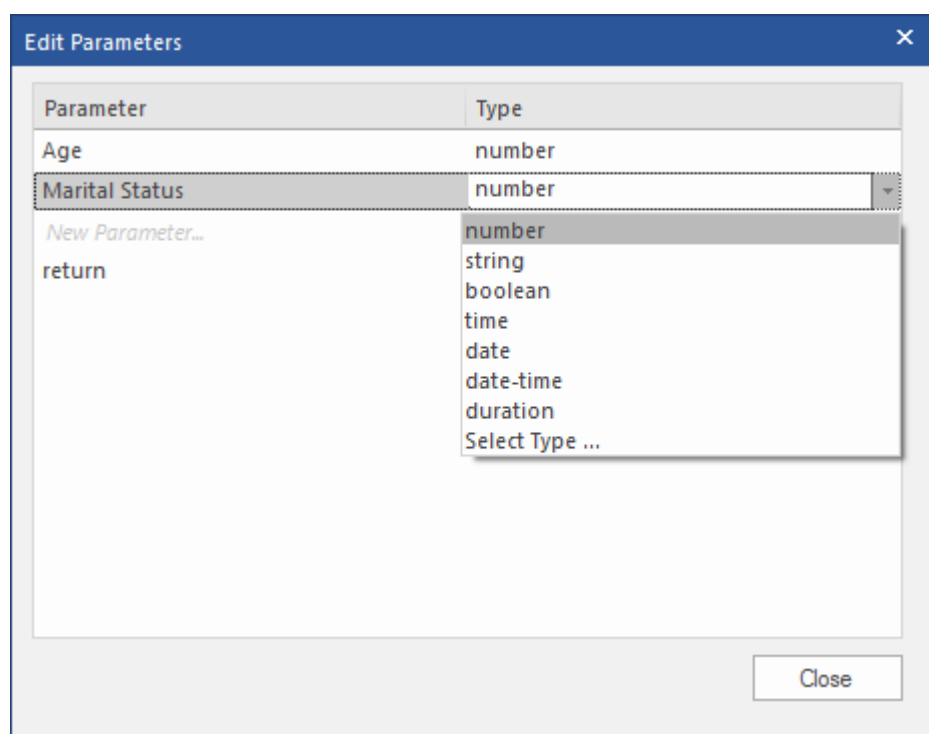 Edit Parameters
Parameter Type
Age number
Marital Status number
New Parameter... number
return string
boolean
time
date
date-time
duration
Select Type ...
Close